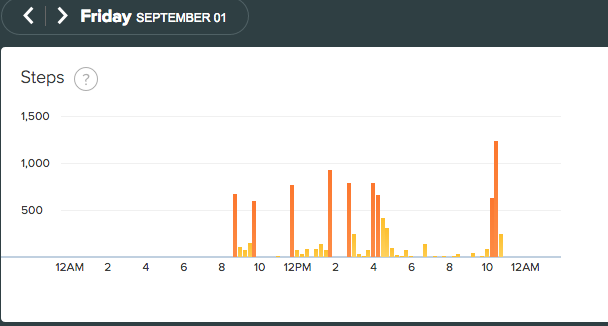 Friday SEPTEMBER 01
Steps ?
1,500
1,000
500
12AM 2 4 6 8 10 12PM 2 4 6 8 10 12AM